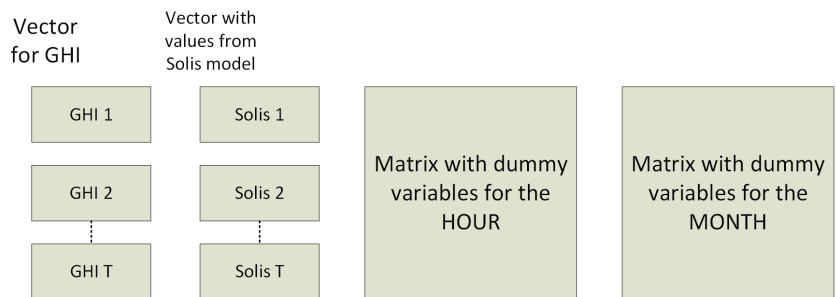 Vector
for GHI
Vector with
values from
Solis model
GHI 1
Solis 1
GHI 2
Solis 2
GHI T
Solis T
Matrix with dummy
variables for the
HOUR
Matrix with dummy
variables for the
MONTH